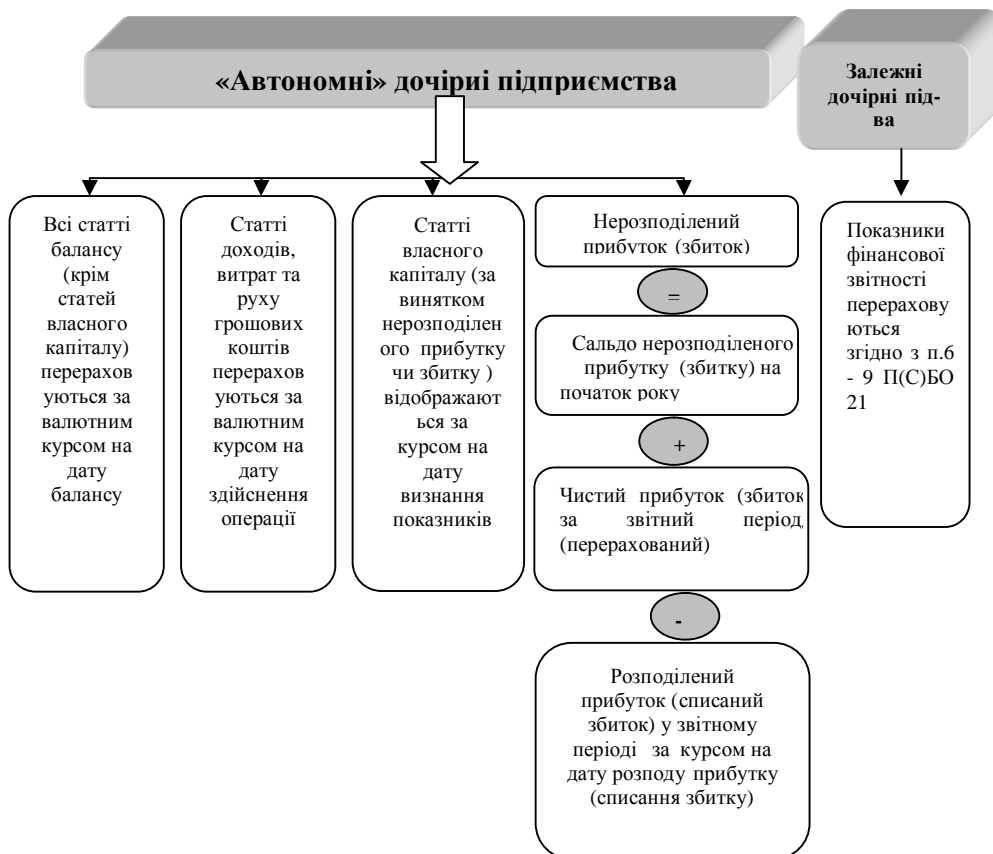 «Автономні» дочірні підприємства
Залежні
дочірні під-
ва
Всі статті
балансу
(крім
статей
власного
капіталу)
перерахов
уються за
валютним
курсом на
дату
балансу
Статті
доходів,
витрат та
руху
грошових
коштів
перерахов
уються за
валютним
курсом на
дату
здійснення
операції
Статті
власного
капіталу (за
винятком
нерозподілен
ого прибутку
чи збитку )
відображают
ься за
курсом на
дату
визнання
показників
Нерозподілений
прибуток (збиток)
=
Сальдо нерозподіленого
прибутку (збитку) на
початок року
+
Чистий прибуток (збиток
за звітний період,
(перерахований)
-
Розподілений
прибуток (списаний
збиток) у звітному
періоді за курсом на
дату розподу прибутку
(списання збитку)
Показники
фінансової
звітності
перерахову
ються
згідно з п.6
- 9 П(С)БО
21